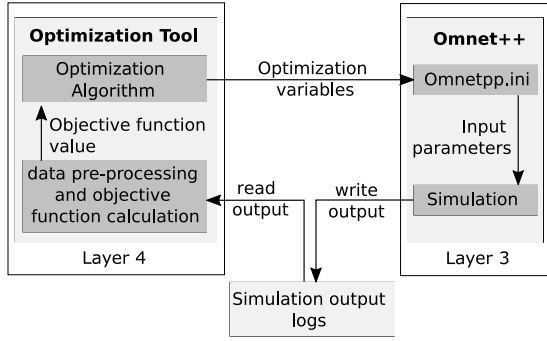 Optimization Tool
Optimization
Algorithm
Objective function
value
data pre-processing
and objective
function calculation
Layer 4
Optimization
variables
read
output
write
output
Simulation output
logs
Omnet++
Omnetpp.ini
Input
parameters
Simulation
Layer 3